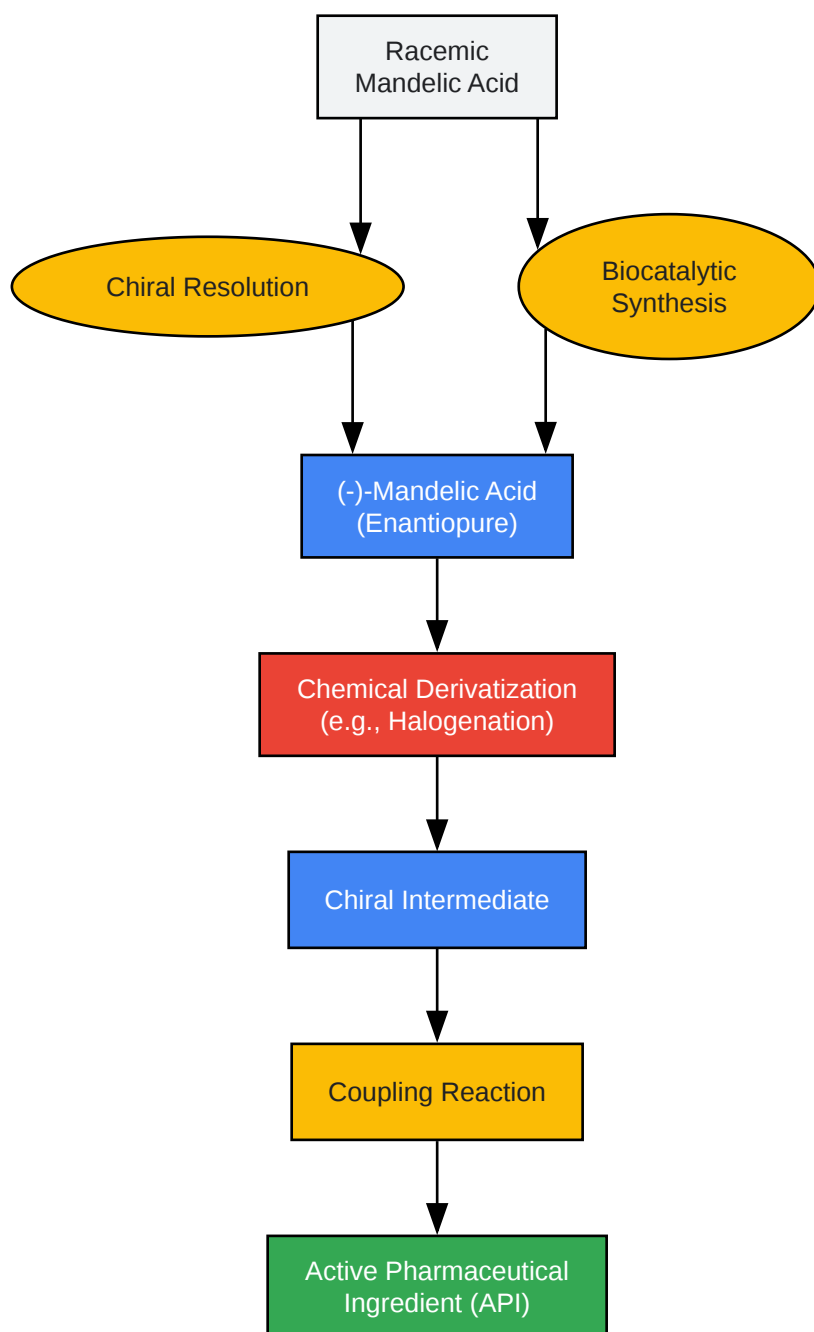 Racemic
Mandelic Acid
Chiral Resolution
Biocatalytic
Synthesis
(-)-Mandelic Acid
(Enantiopure)
Chemical Derivatization
(e.g., Halogenation)
Chiral Intermediate
Coupling Reaction
Active Pharmaceutical
Ingredient (API)